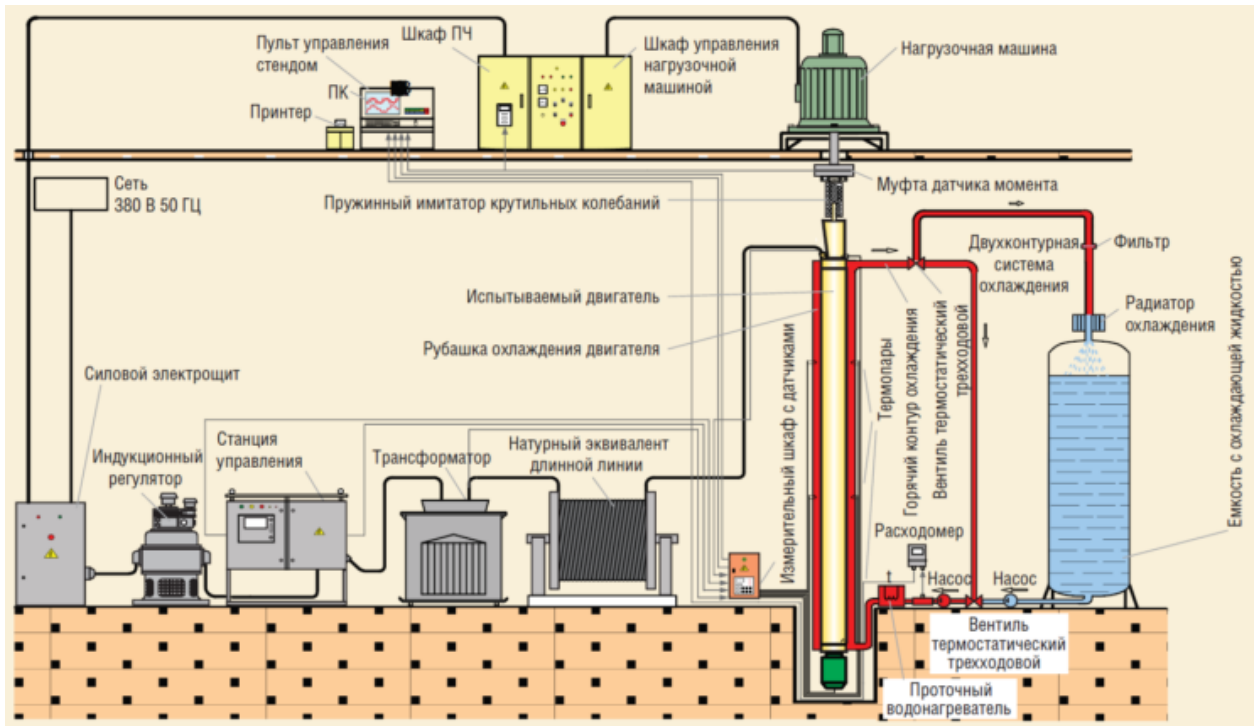 Шкаф ПЧ
Пульт управления
стендом
ПК
Принтер
Шкаф управления
нагрузочной
машиной
Нагрузочная машина
Сеть
380 В 50 ГЦ
Муфта датчика момента
Пружинный имитатор крутильных колебаний
Двухконтурная
система
охлаждения
Фильтр
Испытываемый двигатель
Рубашка охлаждения двигателя
Радиатор
охлаждения
Силовой электрощит
Индукционный
регулятор
Станция
управления
Трансформатор
Натурный эквивалент
длинной линии
Измерительный шкаф с датчиками
Термопары
Горячий контур охлаждения
Вентиль термостатический
трехходовой
Емкость с охлаждающей жидкостью
Расходомер
t
Насос
Насос
Вентиль
термостатический
трехходовой
Проточный
водонагреватель